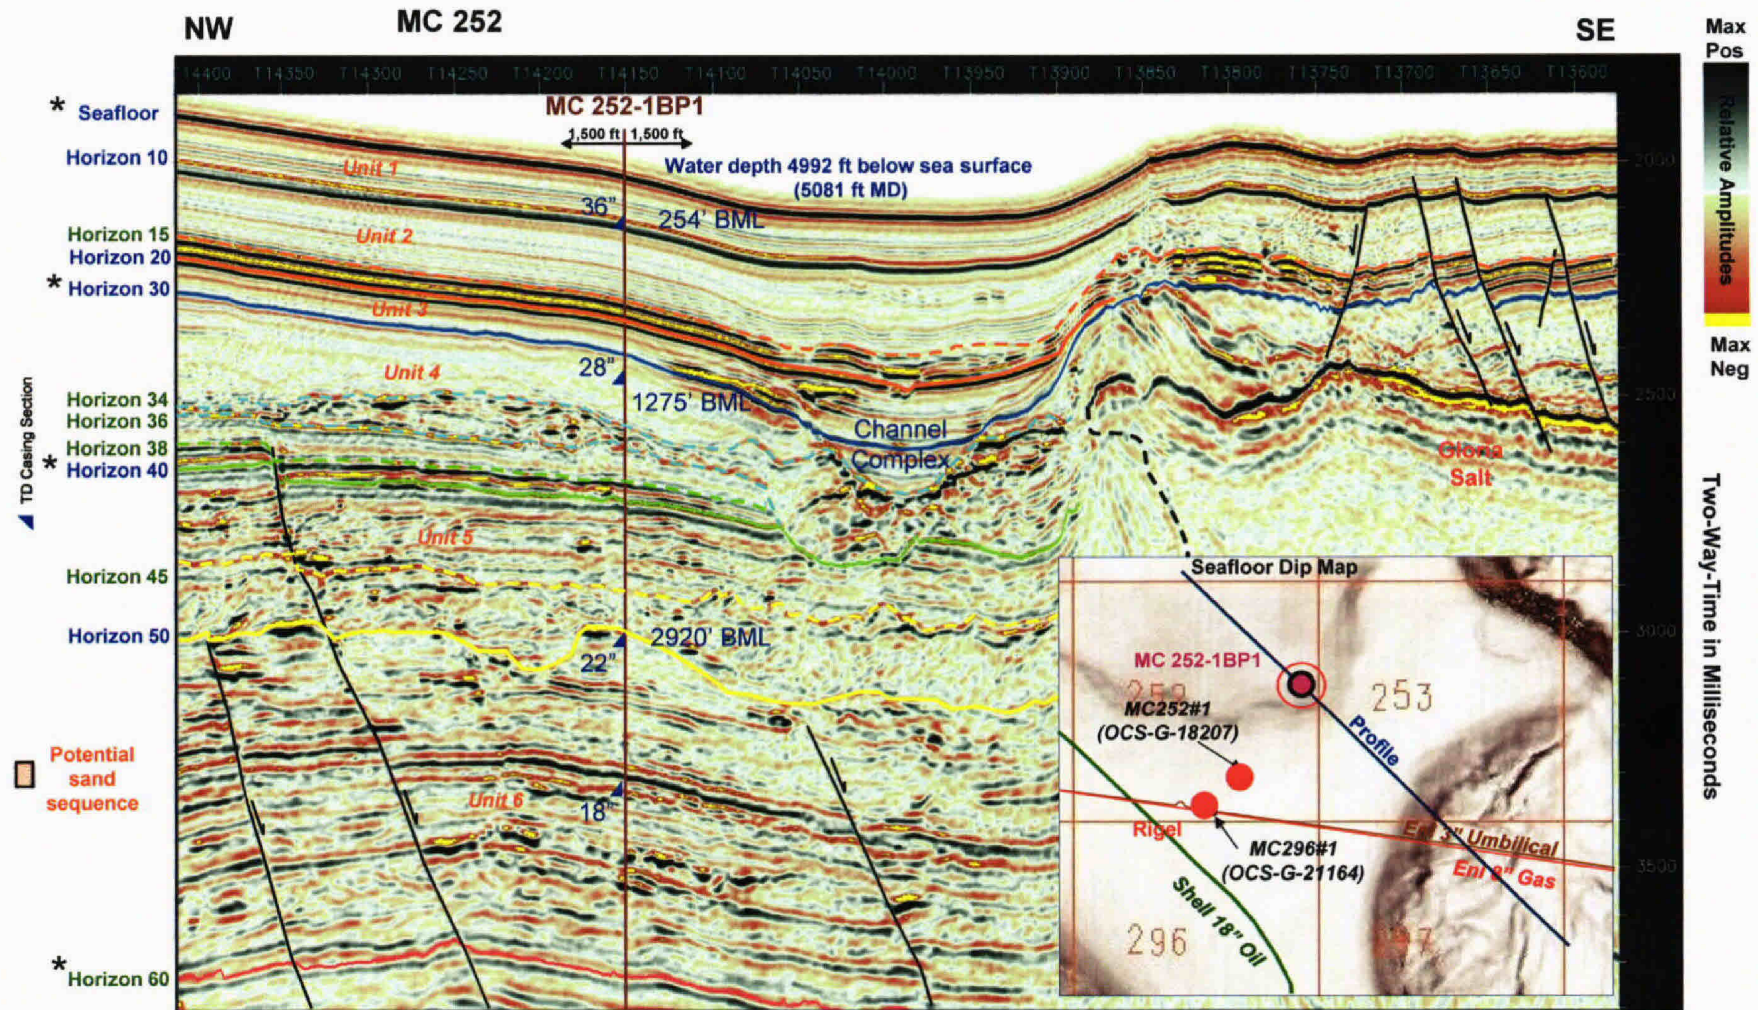 NW
MC 252
SE
T14400 T14350 T14300 T14250 T14200 T14150 T14100 T14050 T14000 T13950 T13900 T13850 T13800 T13750 T13700 T13650 T13600
MC 252-1BP1
1,500 ft 1,500 ft
Water depth 4992 ft below sea surface
(5081 ft MD)
* Seafloor
Horizon 10
Horizon 15
Horizon 20
* Horizon 30
Horizon 34
Horizon 36
Horizon 38
* Horizon 40
Horizon 45
Horizon 50
* Horizon 60
TD Casing Section
Potential
sand
sequence
Unit 1
Unit 2
Unit 3
Unit 4
Unit 5
Unit 6
36"
254' BML
28"
1275' BML
22"
2920' BML
18"
Channel
Complex
Gloria
Salt
2000
2500
3000
3500
Max
Pos
Relative Amplitudes
Max
Neg
Two-Way-Time in Milliseconds
Seafloor Dip Map
MC 252-1BP1
252
253
MC252#1
(OCS-G-18207)
Profile
Rigel
MC296#1
(OCS-G-21164)
Eni 3" Umbilical
Eni 8" Gas
Shell 18" Oil
296
297